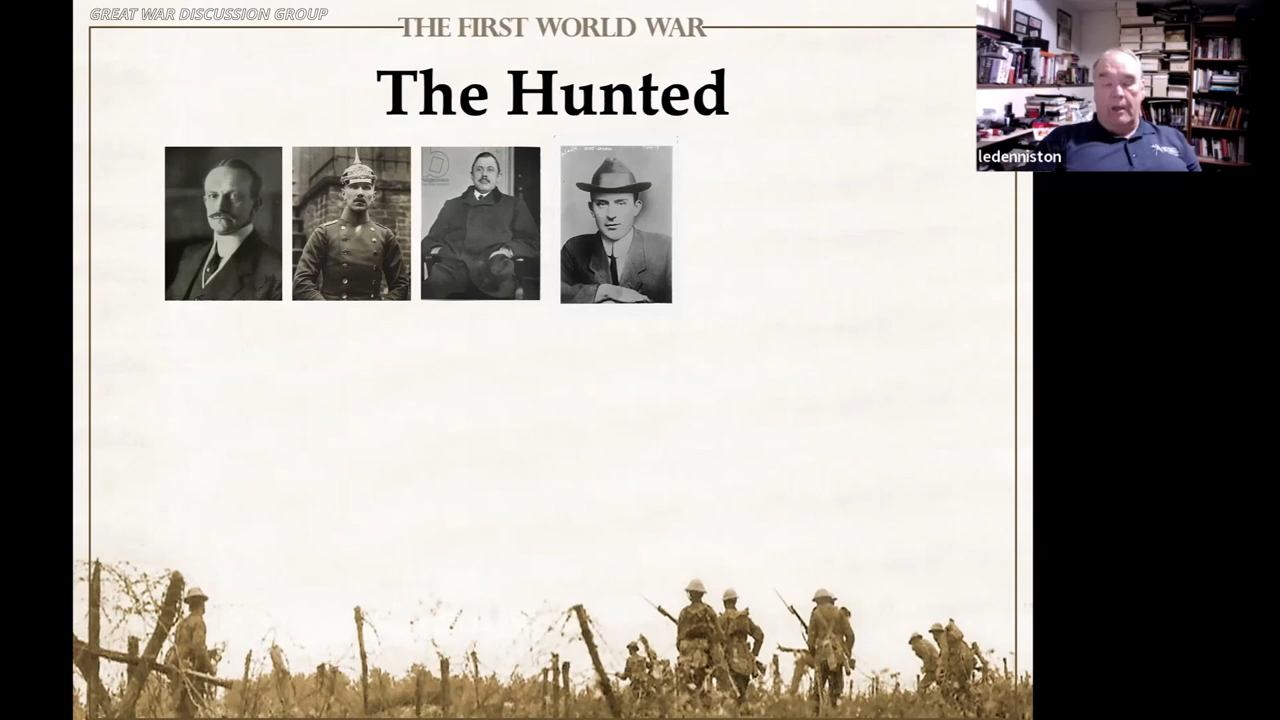 GREAT WAR DISCUSSION GROUP
THE FIRST WORLD WAR
The Hunted
ledenniston